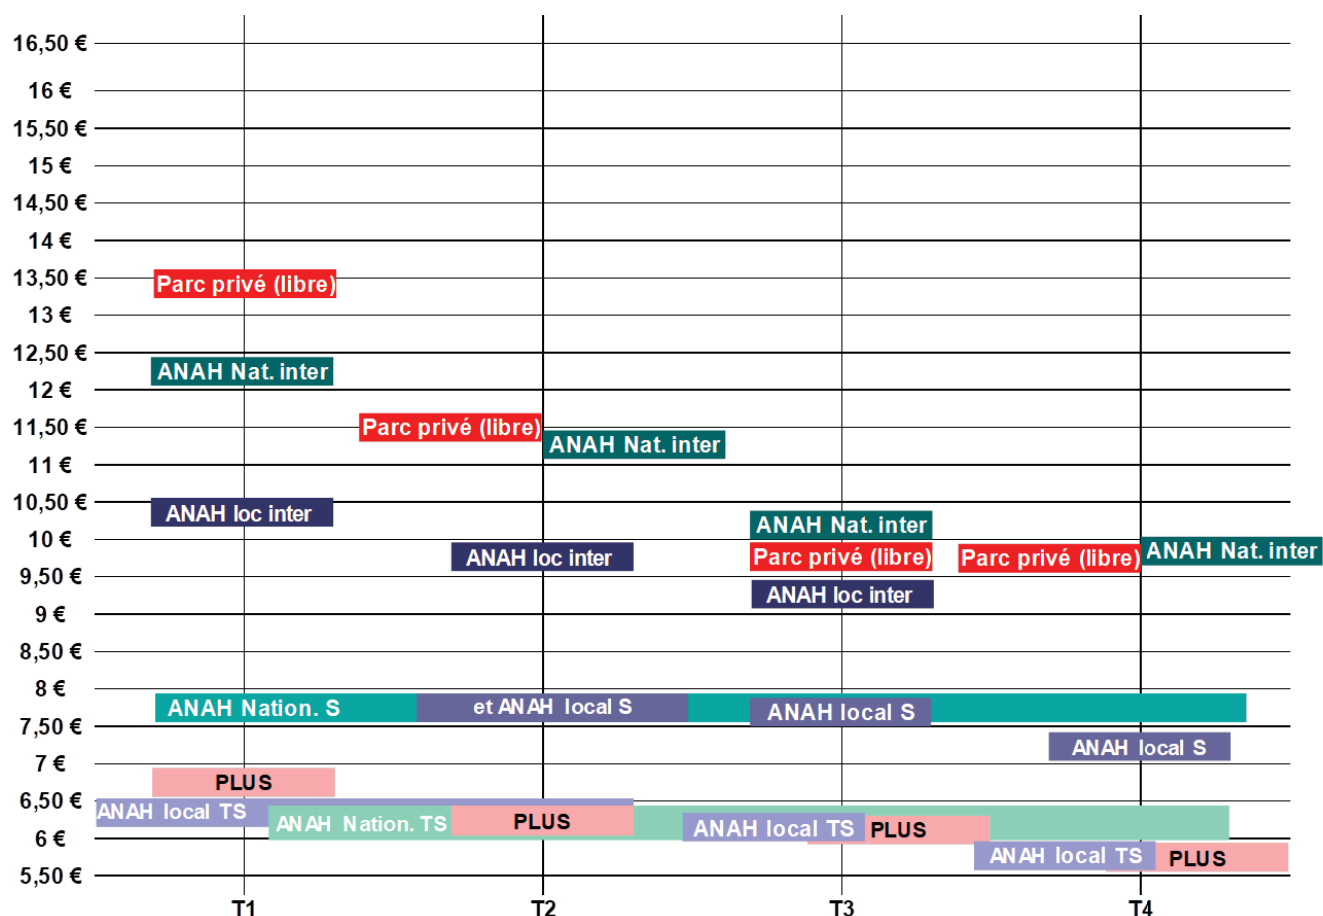 16,50 €
16 €
15,50 €
15 €
14,50 €
14 €
13,50 €
Parc privé (libre)
13 €
12,50 €
ANAH Nat. inter
12 €
11,50 €
Parc privé (libre)
ANAH Nat. inter
11 €
10,50 €
ANAH loc inter
ANAH Nat. inter
10 €
ANAH loc inter
Parc privé (libre)
Parc privé (libre)
ANAH Nat. inter
9,50 €
ANAH loc inter
9 €
8,50 €
8 €
ANAH Nation. S
et ANAH local S
ANAH local S
7,50 €
ANAH local S
7 €
PLUS
6,50 €
ANAH local TS
ANAH Nation. TS
PLUS
ANAH local TS
PLUS
6 €
ANAH local TS
PLUS
5,50 €
T1
T2
T3
T4